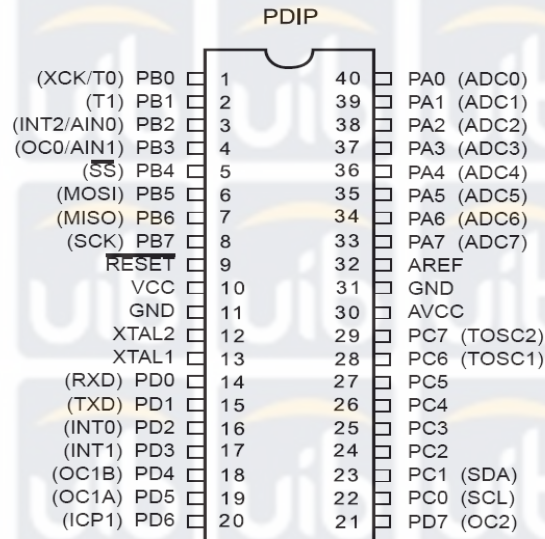 PDIP
(XCK/T0) PB0 1 40 PA0 (ADC0)
(T1) PB1 2 39 PA1 (ADC1)
(INT2/AIN0) PB2 3 38 PA2 (ADC2)
(OC0/AIN1) PB3 4 37 PA3 (ADC3)
(SS) PB4 5 36 PA4 (ADC4)
(MOSI) PB5 6 35 PA5 (ADC5)
(MISO) PB6 7 34 PA6 (ADC6)
(SCK) PB7 8 33 PA7 (ADC7)
RESET 9 32 AREF
VCC 10 31 GND
GND 11 30 AVCC
XTAL2 12 29 PC7 (TOSC2)
XTAL1 13 28 PC6 (TOSC1)
(RXD) PD0 14 27 PC5
(TXD) PD1 15 26 PC4
(INT0) PD2 16 25 PC3
(INT1) PD3 17 24 PC2
(OC1B) PD4 18 23 PC1 (SDA)
(OC1A) PD5 19 22 PC0 (SCL)
(ICP1) PD6 20 21 PD7 (OC2)